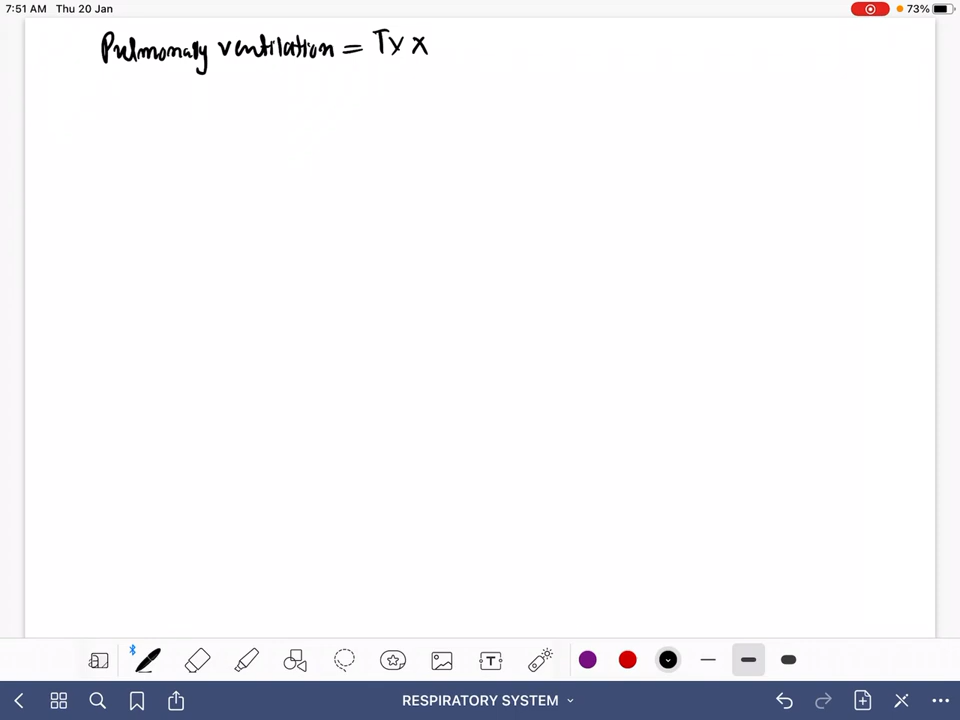 7:51 AM Thu 20 Jan 73%
Pulmonary ventilation = TV x
T
RESPIRATORY SYSTEM